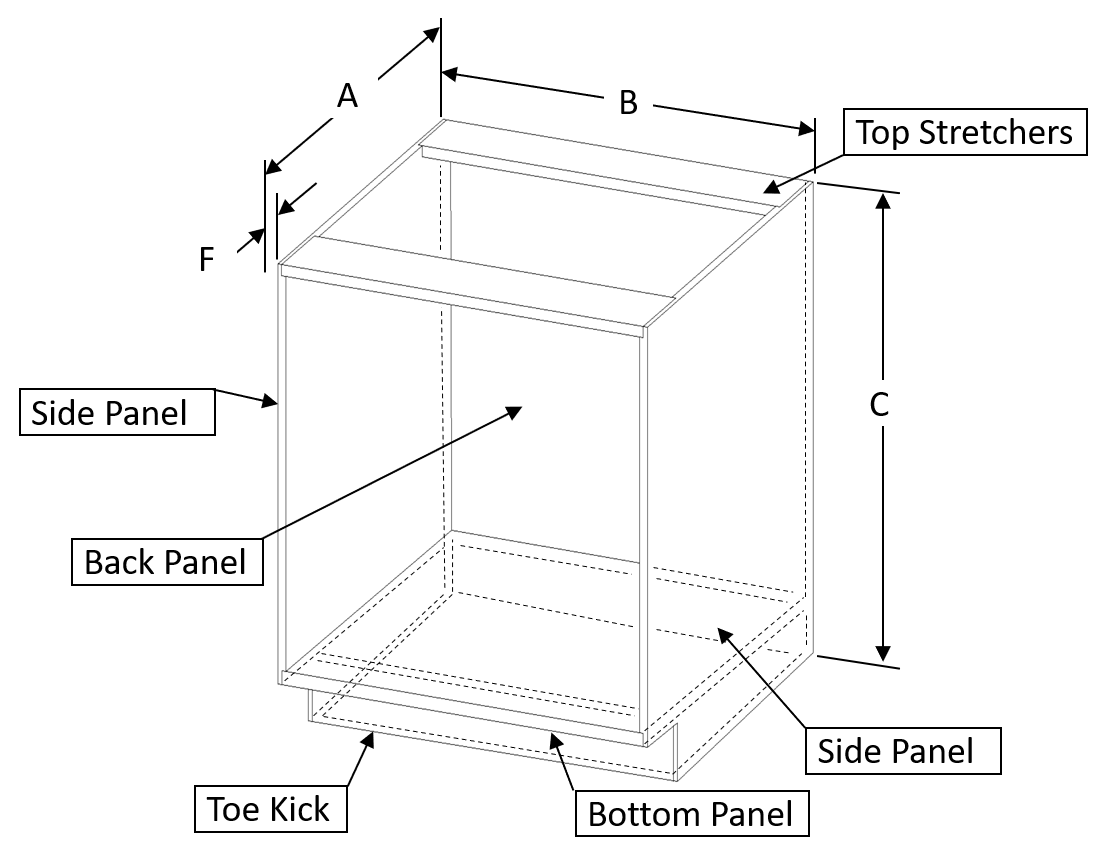 A
B
Top Stretchers
F
C
Side Panel
Back Panel
Side Panel
Toe Kick
Bottom Panel